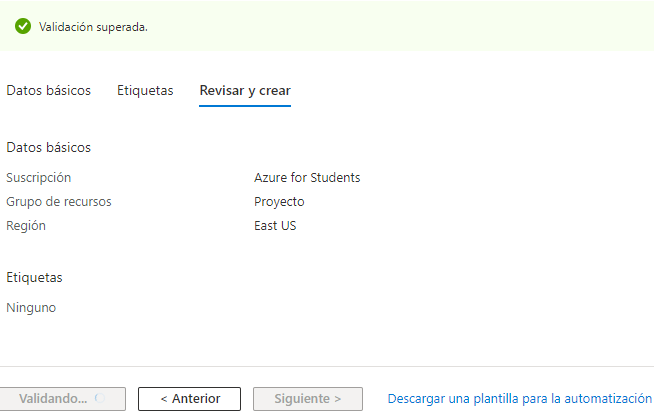 Validación superada.
Datos básicos Etiquetas Revisar y crear
Datos básicos
Suscripción Azure for Students
Grupo de recursos Proyecto
Región East US
Etiquetas
Ninguno
Validando... < Anterior Siguiente > Descargar una plantilla para la automatización